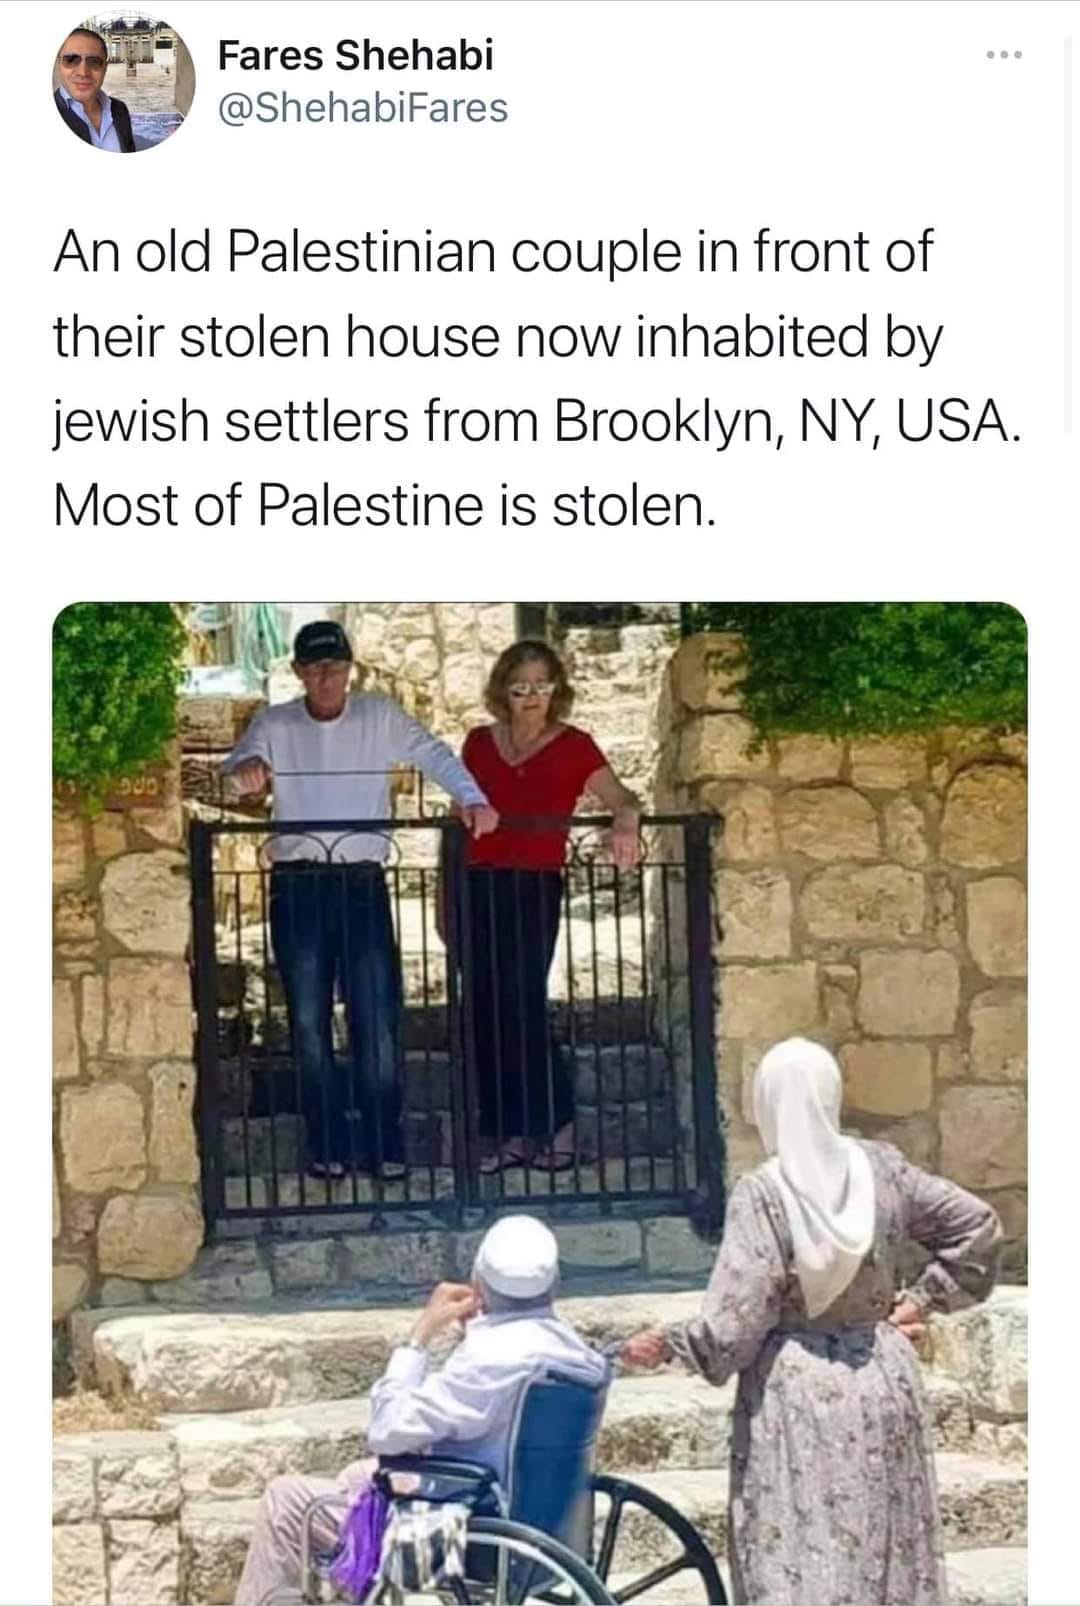 Fares Shehabi
@ShehabiFares
An old Palestinian couple in front of
their stolen house now inhabited by
jewish settlers from Brooklyn, NY, USA.
Most of Palestine is stolen.